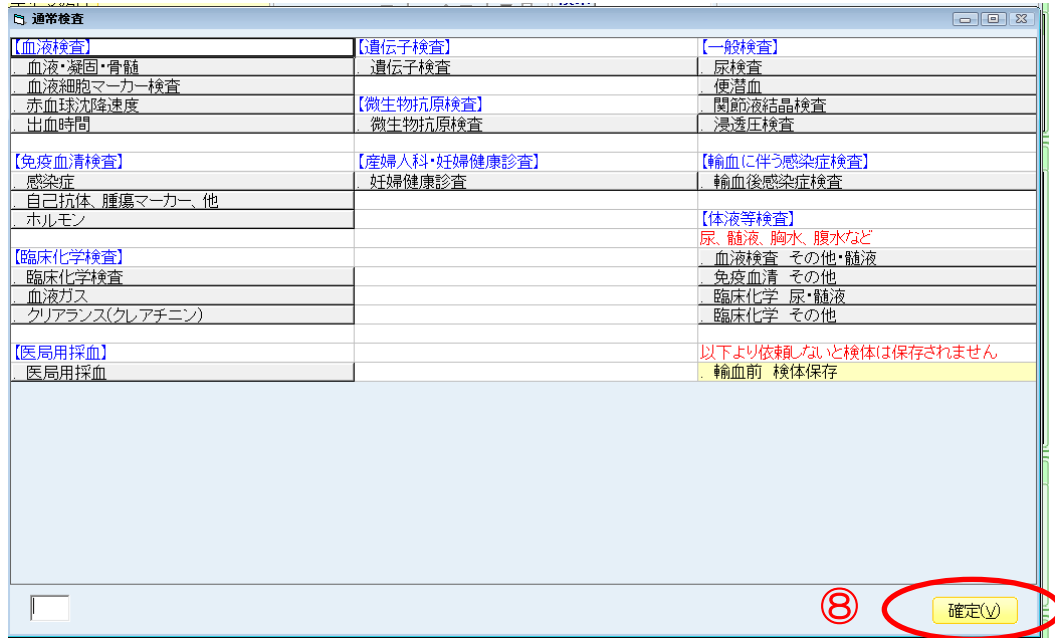 通常検査
【血液検査】
. 血液・凝固・骨髄
. 血液細胞マーカー検査
. 赤血球沈降速度
. 出血時間
【免疫血清検査】
. 感染症
. 自己抗体、腫瘍マーカー、他
. ホルモン
【臨床化学検査】
. 臨床化学検査
. 血液ガス
. クリアランス(クレアチニン)
【医局用採血】
. 医局用採血
【遺伝子検査】
. 遺伝子検査
【微生物抗原検査】
. 微生物抗原検査
【産婦人科・妊婦健康診査】
. 妊婦健康診査
【一般検査】
. 尿検査
. 便潜血
. 関節液結晶検査
. 浸透圧検査
【輸血に伴う感染症検査】
. 輸血後感染症検査
【体液等検査】
尿、髄液、胸水、腹水など
. 血液検査 その他・髄液
. 免疫血清 その他
. 臨床化学 尿・髄液
. 臨床化学 その他
以下より依頼しないと検体は保存されません
. 輸血前 検体保存
⑧
確定(V)